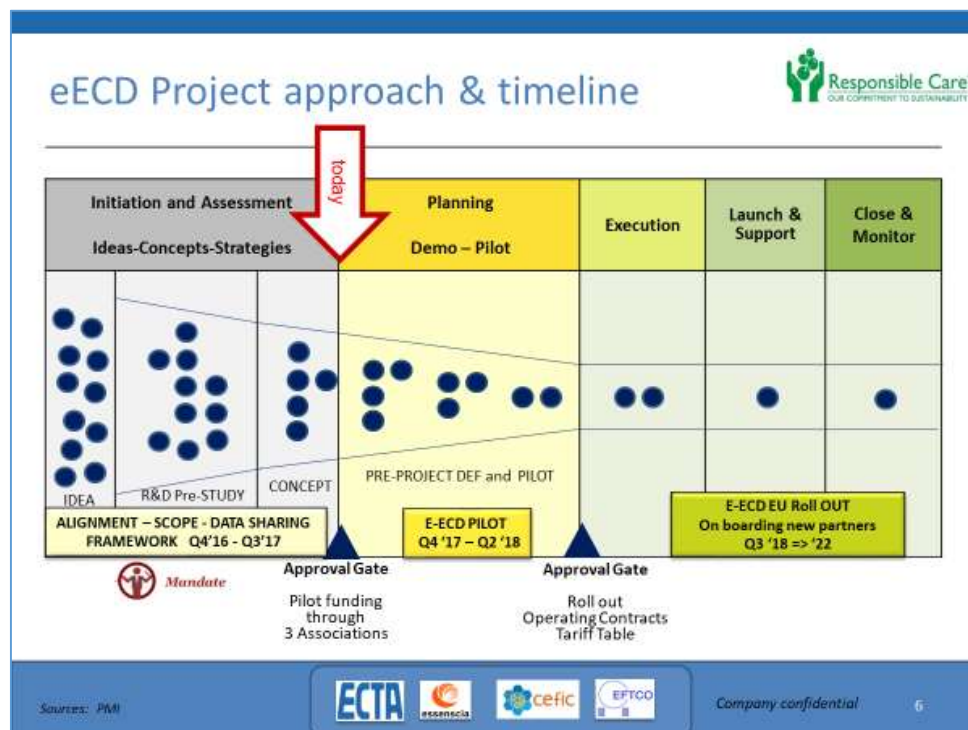 eECD Project approach & timeline
Responsible Care
OUR COMMITMENT TO SUSTAINABILITY
today
Initiation and Assessment
Ideas-Concepts-Strategies
Planning
Demo – Pilot
Execution
Launch &
Support
Close &
Monitor
IDEA
R&D Pre-STUDY
CONCEPT
PRE-PROJECT DEF and PILOT
ALIGNMENT – SCOPE - DATA SHARING
FRAMEWORK Q4'16 - Q3'17
E-ECD PILOT
Q4 '17 – Q2 '18
E-ECD EU Roll OUT
On boarding new partners
Q3 '18 => '22
Mandate
Approval Gate
Pilot funding
through
3 Associations
Approval Gate
Roll out
Operating Contracts
Tariff Table
Sources: PMI
ECTA
essenscia
cefic
EFTCO
Company confidential
6